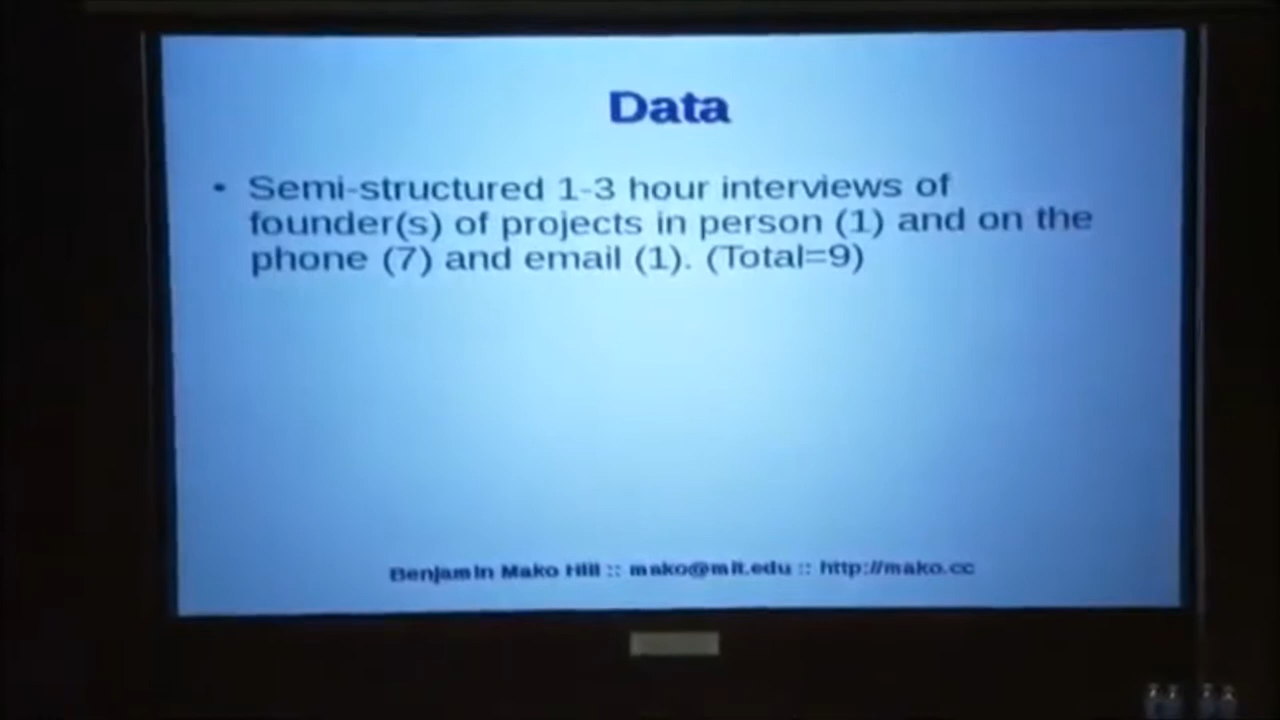 Data
• Semi-structured 1-3 hour interviews of
founder(s) of projects in person (1) and on the
phone (7) and email (1). (Total=9)
Benjamin Mako Hill :: mako@mit.edu :: http://mako.cc